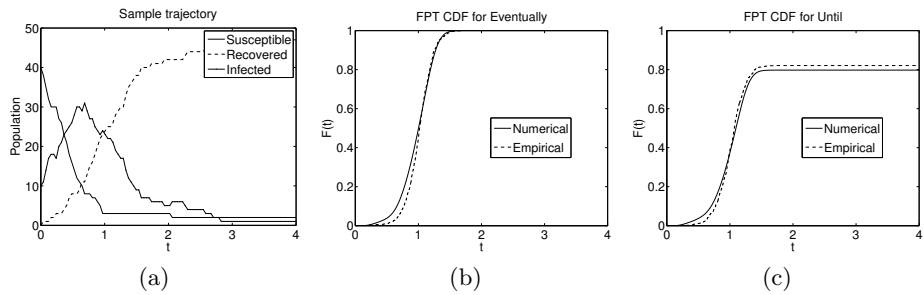 Sample trajectory
50
40
30
20
10
0
Population
Susceptible
Recovered
Infected
0 1 2 3 4
t
(a)
FPT CDF for Eventually
1
0.8
0.6
0.4
0.2
0
F(t)
Numerical
Empirical
0 1 2 3 4
t
(b)
FPT CDF for Until
1
0.8
0.6
0.4
0.2
0
F(t)
Numerical
Empirical
0 1 2 3 4
t
(c)